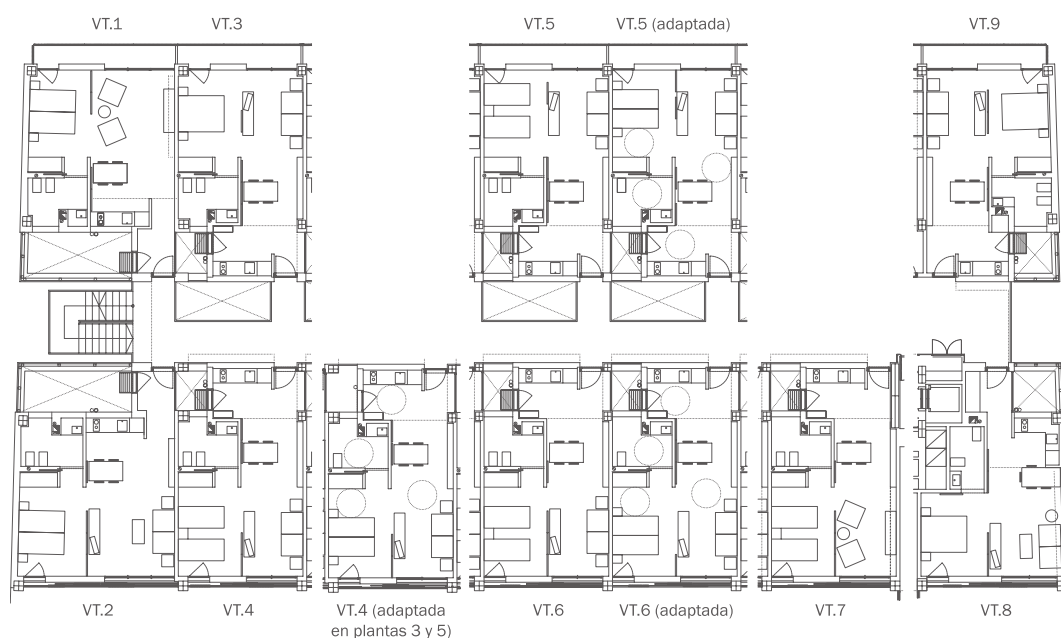 VT.1
VT.3
VT.5
VT.5 (adaptada)
VT.9
VT.2
VT.4
VT.4 (adaptada
en plantas 3 y 5)
VT.6
VT.6 (adaptada)
VT.7
VT.8